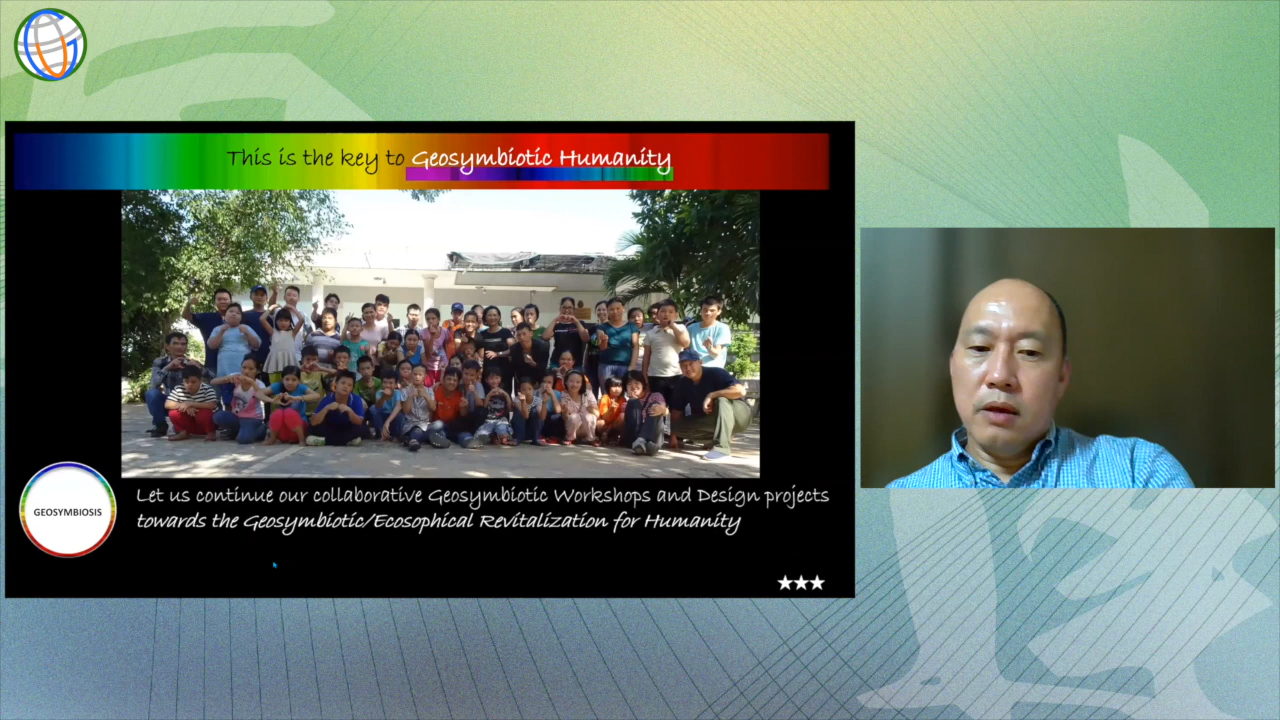 This is the key to Geosymbiotic Humanity
GEOSYMBIOSIS
Let us continue our collaborative Geosymbiotic Workshops and Design projects
towards the Geosymbiotic/Ecosophical Revitalization for Humanity